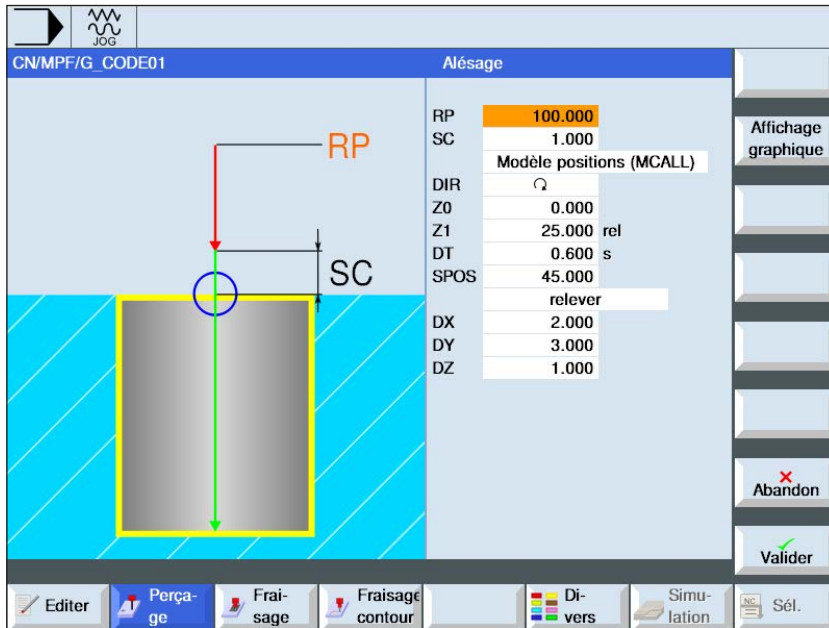 JOG
CN/MPF/G_CODE01
Alésage
RP
SC
RP 100.000
SC 1.000
Modèle positions (MCALL)
DIR
Z0 0.000
Z1 25.000 rel
DT 0.600 s
SPOS 45.000
relever
DX 2.000
DY 3.000
DZ 1.000
Affichage
graphique
Abandon
Valider
Editer
Perça-
ge
Frai-
sage
Fraisage
contour
Di-
vers
Simu-
lation
NC
Sél.